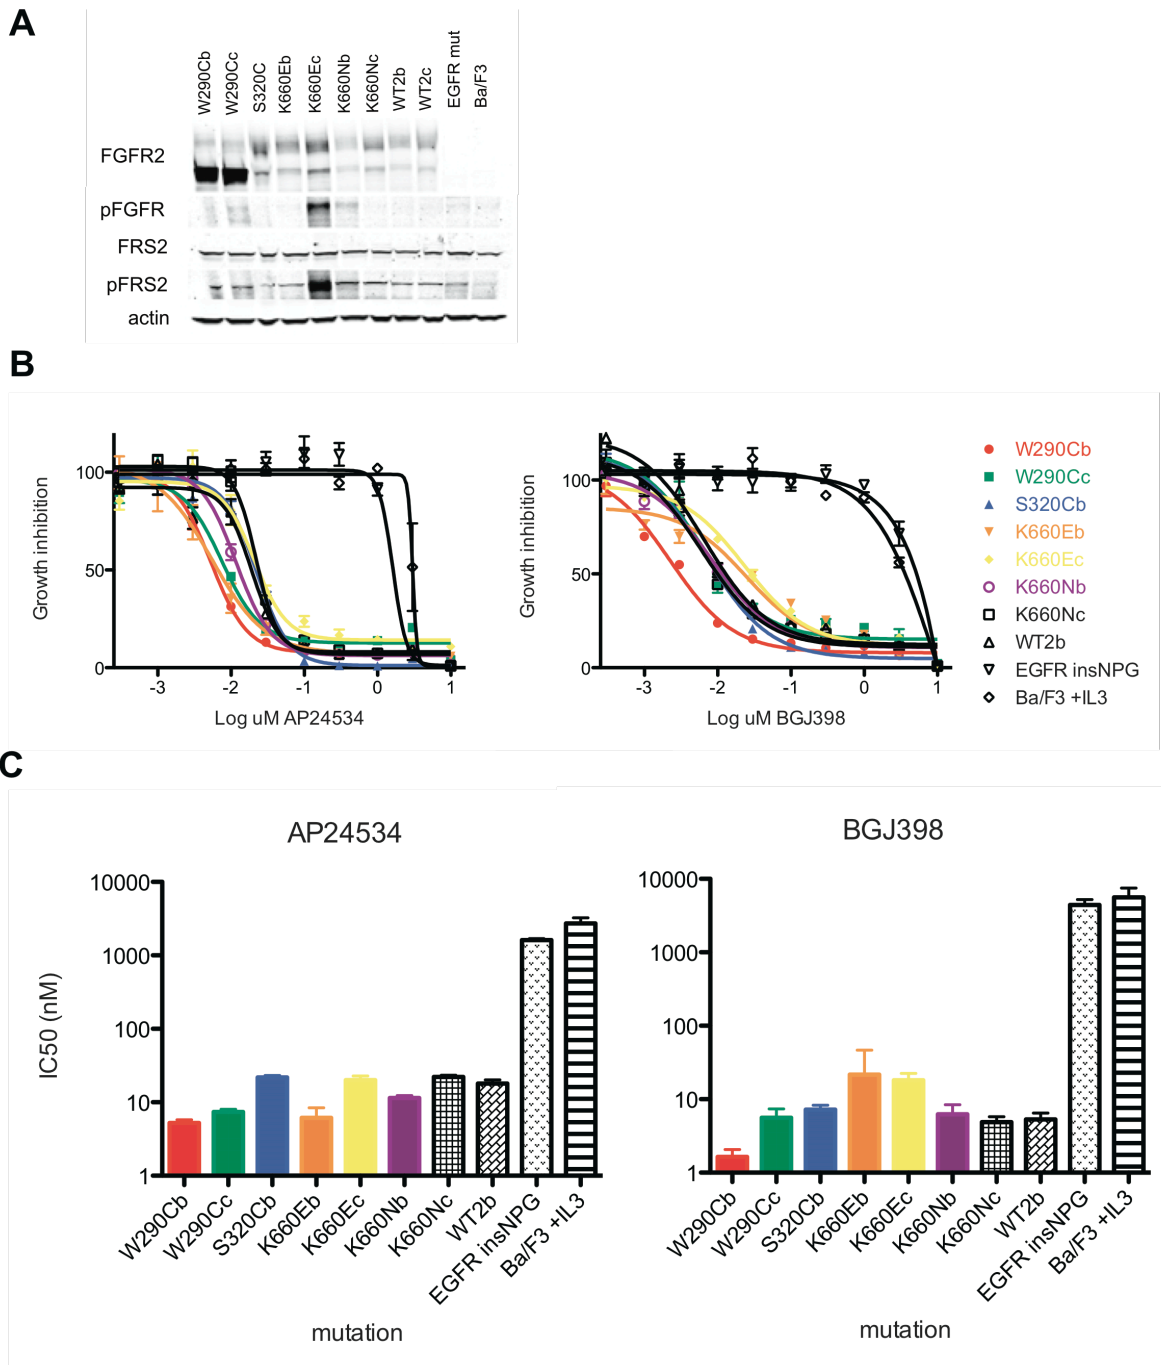 A
W290Cb
W290Cc
S320C
K660Eb
K660Ec
K660Nb
K660Nc
WT2b
WT2c
EGFR mut
Ba/F3
FGFR2
pFGFR
FRS2
pFRS2
actin
B
Growth inhibition
100
50
0
-3 -2 -1 0 1
Log uM AP24534
Growth inhibition
100
50
0
-3 -2 -1 0 1
Log uM BGJ398
W290Cb
W290Cc
S320Cb
K660Eb
K660Ec
K660Nb
K660Nc
WT2b
EGFR insNPG
Ba/F3 +IL3
C
AP24534
IC50 (nM)
10000
1000
100
10
1
W290Cb
W290Cc
S320Cb
K660Eb
K660Ec
K660Nb
K660Nc
WT2b
EGFR insNPG
Ba/F3 +IL3
mutation
BGJ398
10000
1000
100
10
1
W290Cb
W290Cc
S320Cb
K660Eb
K660Ec
K660Nb
K660Nc
WT2b
EGFR insNPG
Ba/F3 +IL3
mutation